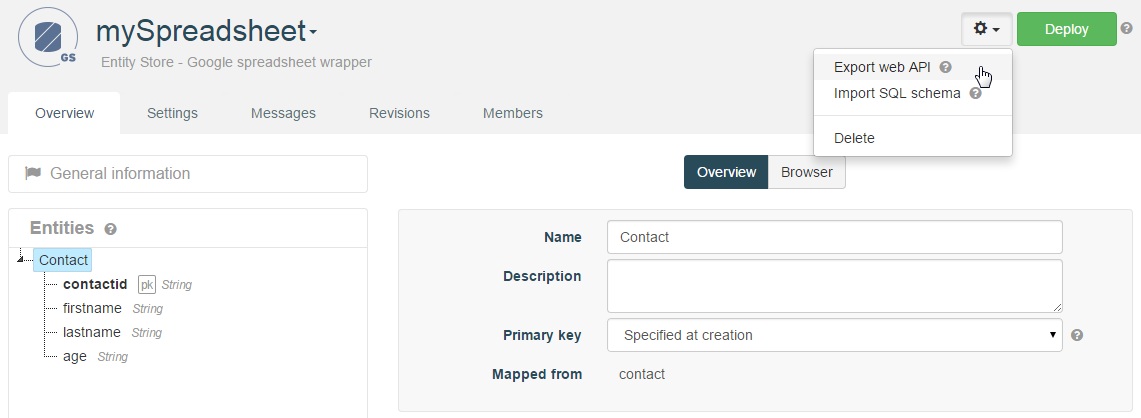 mySpreadsheet
GS
Entity Store - Google spreadsheet wrapper
Deploy ?
Export web API ?
Import SQL schema ?
Delete
Overview Settings Messages Revisions Members
General information
Overview Browser
Entities ?
Contact
contactid pk String
firstname String
lastname String
age String
Name Contact
Description
Primary key Specified at creation ?
Mapped from contact